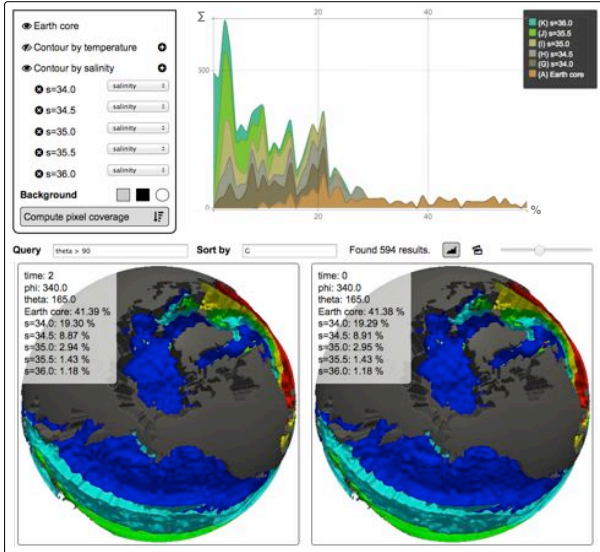 Earth core
Contour by temperature
Contour by salinity
s=34.0 salinity
s=34.5 salinity
s=35.0 salinity
s=35.5 salinity
s=36.0 salinity
Background
Compute pixel coverage
Σ
20
40
500
0
20
40
%
(K) s=36.0
(J) s=35.5
(I) s=35.0
(H) s=34.5
(G) s=34.0
(A) Earth core
Query theta > 90 Sort by G Found 594 results.
time: 2
phi: 340.0
theta: 165.0
Earth core: 41.39 %
s=34.0: 19.30 %
s=34.5: 8.87 %
s=35.0: 2.94 %
s=35.5: 1.43 %
s=36.0: 1.18 %
time: 0
phi: 340.0
theta: 165.0
Earth core: 41.38 %
s=34.0: 19.29 %
s=34.5: 8.91 %
s=35.0: 2.95 %
s=35.5: 1.43 %
s=36.0: 1.18 %